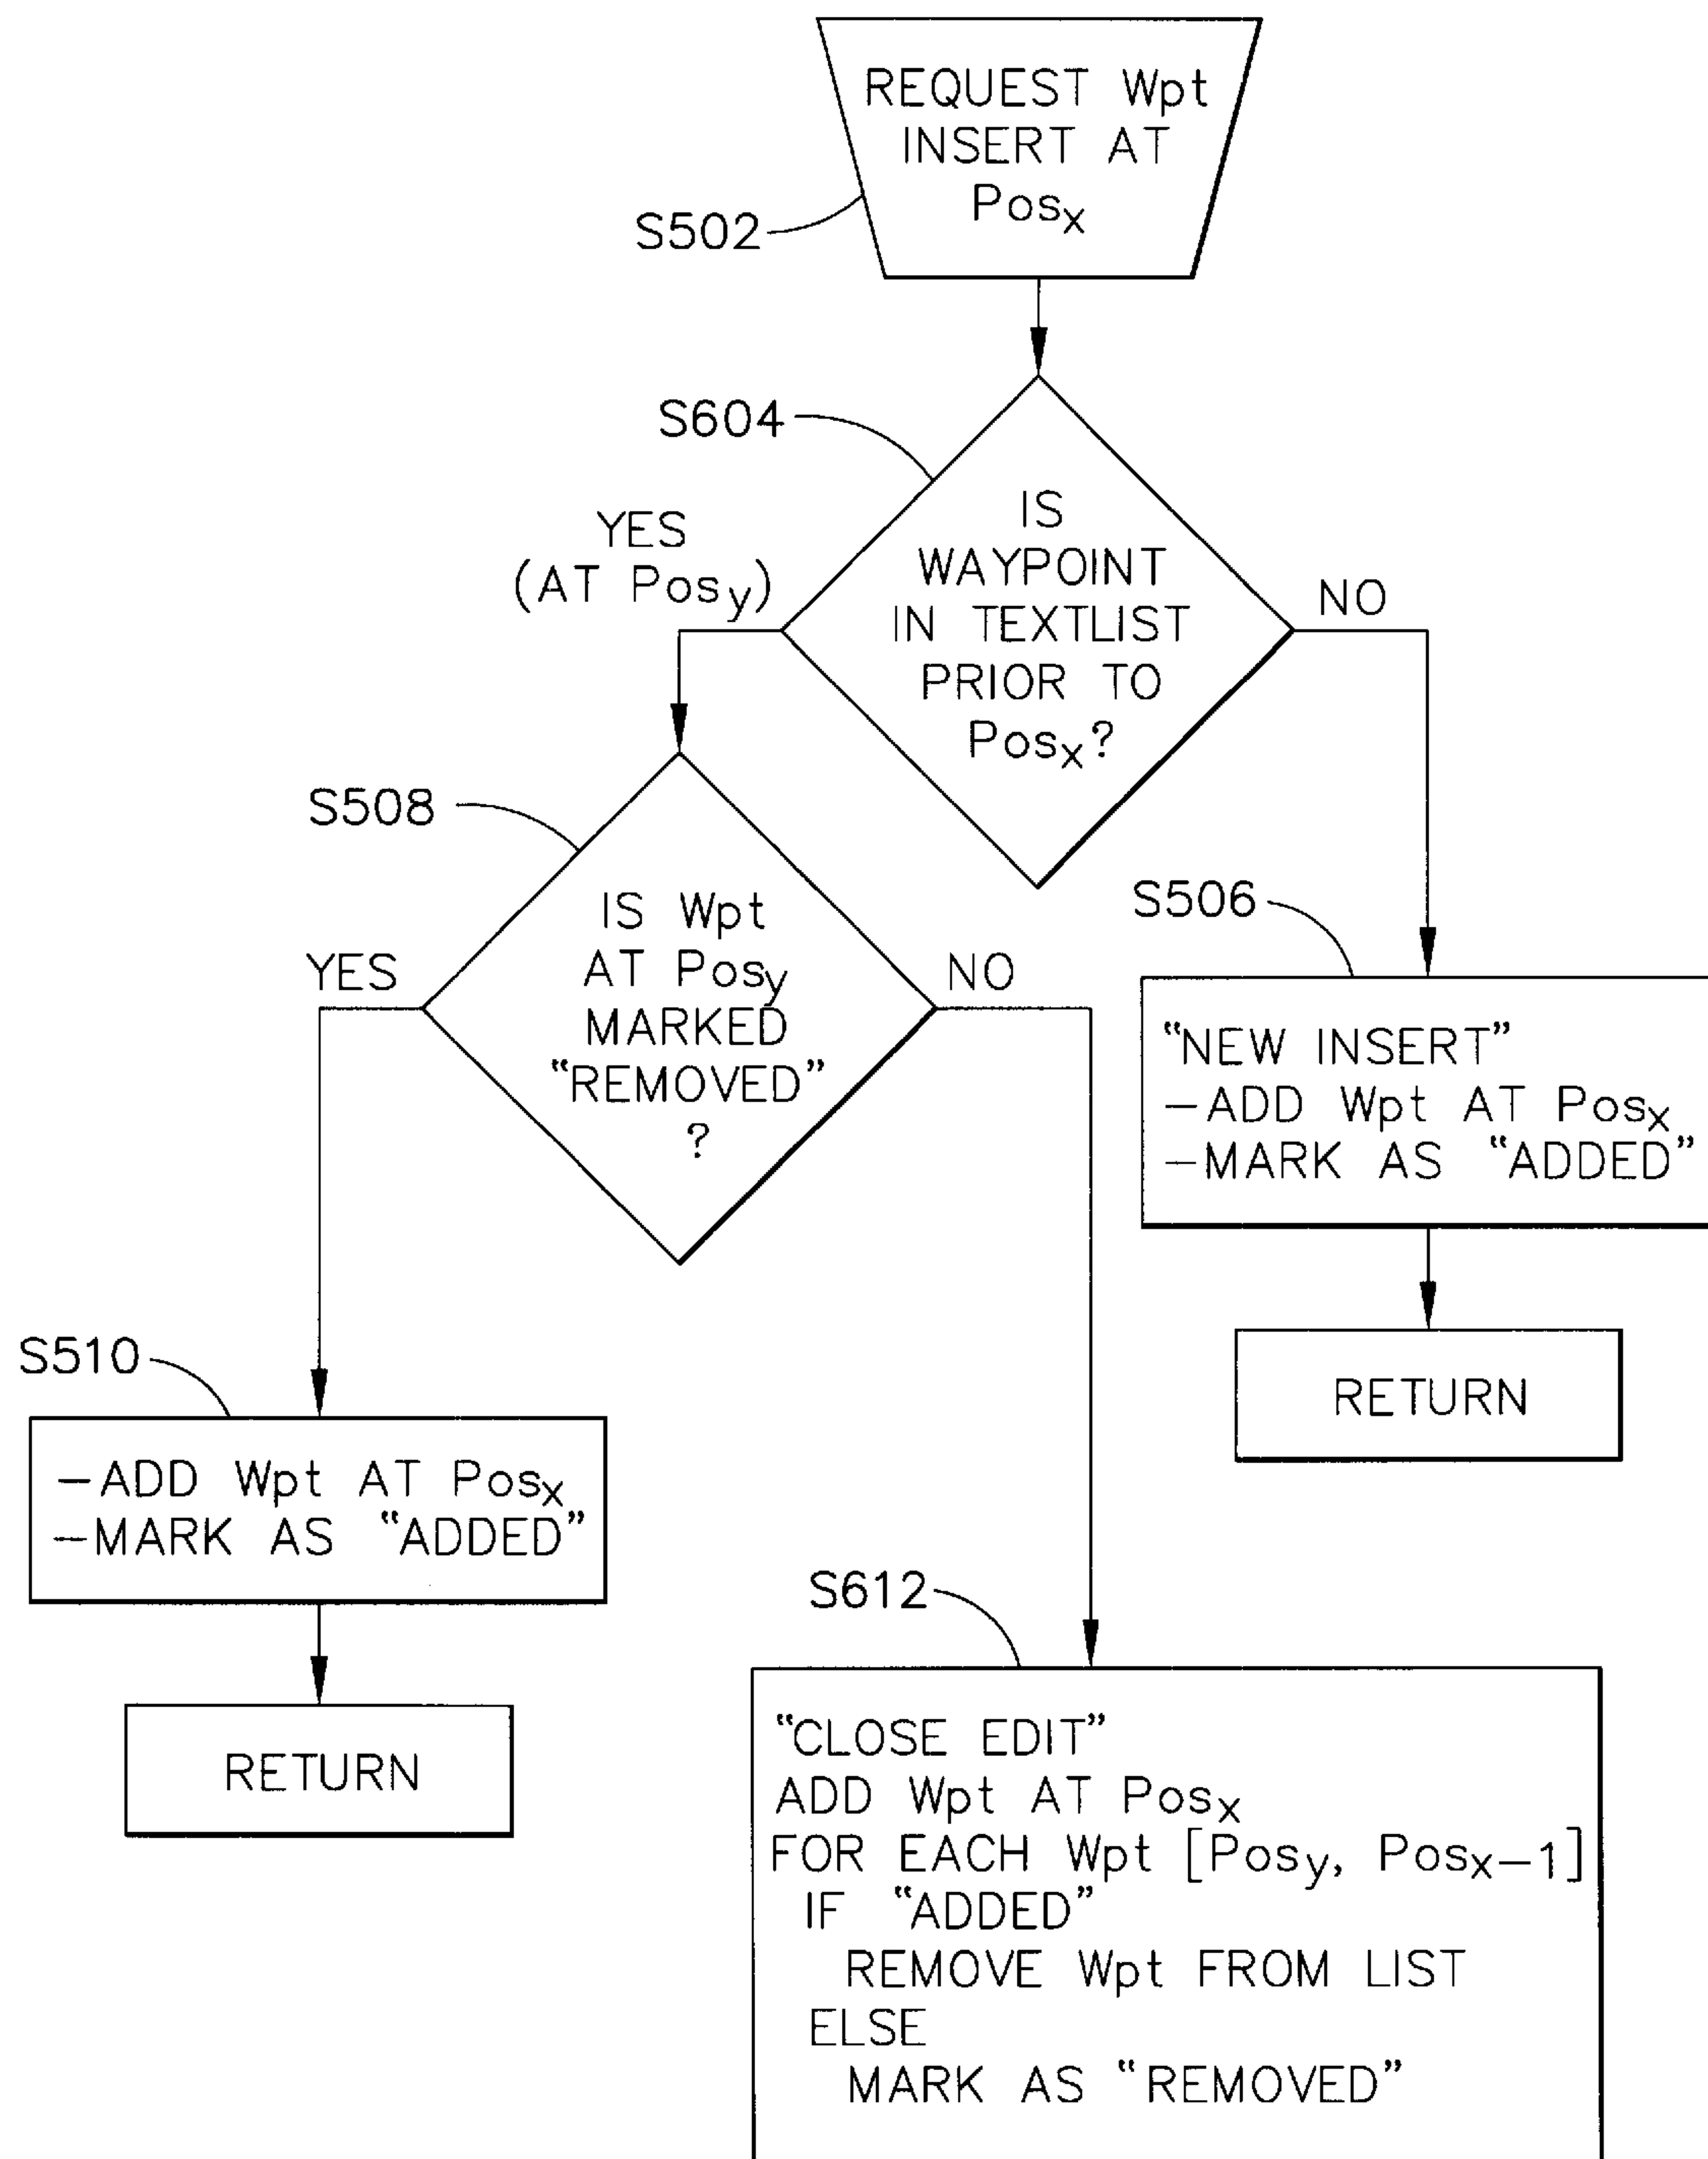 REQUEST Wpt
INSERT AT
Posx
S502
S604
IS
WAYPOINT
IN TEXTLIST
PRIOR TO
Posx?
YES
(AT Posy)
NO
S508
IS Wpt
AT Posy
MARKED
"REMOVED"
?
YES
NO
S506
"NEW INSERT"
-ADD Wpt AT Posx
-MARK AS "ADDED"
RETURN
S510
-ADD Wpt AT Posx
-MARK AS "ADDED"
RETURN
S612
"CLOSE EDIT"
ADD Wpt AT Posx
FOR EACH Wpt [Posy, Posx-1]
IF "ADDED"
REMOVE Wpt FROM LIST
ELSE
MARK AS "REMOVED"